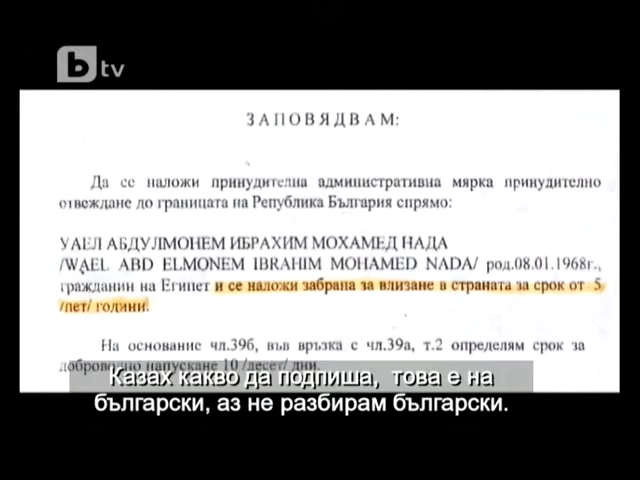 btv
ЗАПОВЯДВАМ:
Да се наложи принудителна административна мярка принудително
отвеждане до границата на Република България спрямо:
УАЕЛ АБДУЛМОНЕМ ИБРАХИМ МОХАМЕД НАДА
/WAEL ABD ELMONEM IBRAHIM MOHAMED NADA/ род.08.01.1968г.,
гражданин на Египет и се наложи забрана за влизане в страната за срок от 5
/пет/ години.
На основание чл.39б, във връзка с чл.39а, т.2 определям срок за
доброволно напускане 10 /десет/ дни.
Казах какво да подпиша, това е на
български, аз не разбирам български.